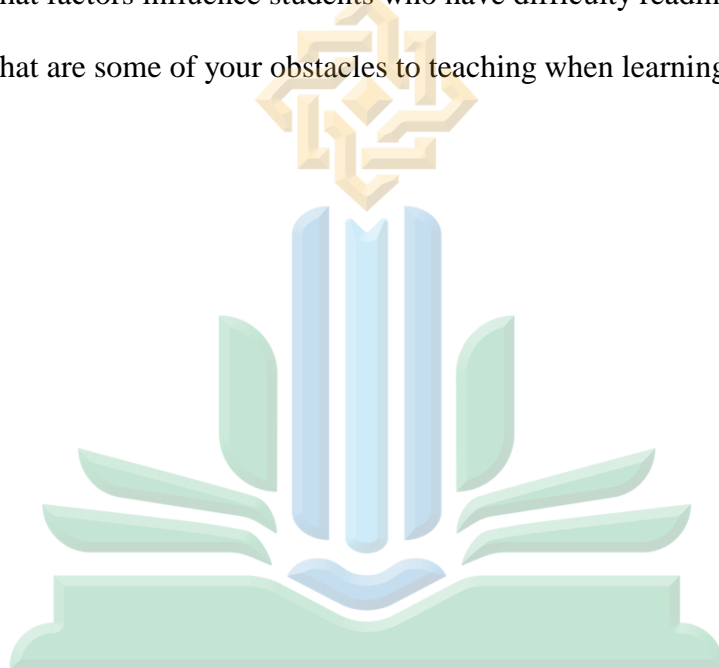 hat factors influence students who have difficulty readin
hat are some of your obstacles to teaching when learning